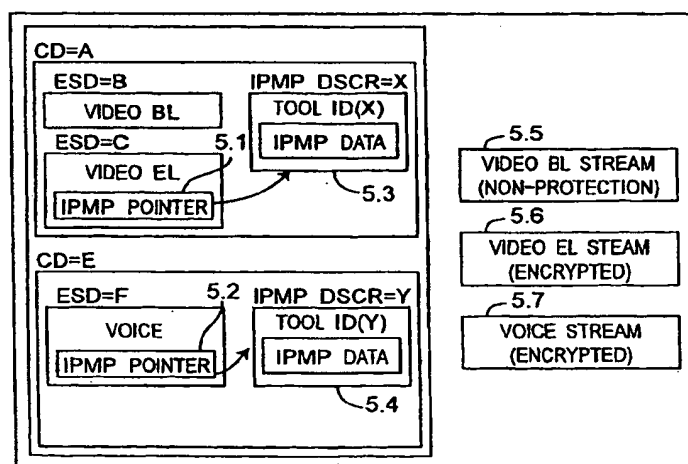 CD=A
ESD=B
VIDEO BL
ESD=C
VIDEO EL
5.1
IPMP POINTER
IPMP DSCR=X
TOOL ID(X)
IPMP DATA
5.3
CD=E
ESD=F
VOICE
5.2
IPMP POINTER
IPMP DSCR=Y
TOOL ID(Y)
IPMP DATA
5.4
5.5
VIDEO BL STREAM
(NON-PROTECTION)
5.6
VIDEO EL STEAM
(ENCRYPTED)
5.7
VOICE STREAM
(ENCRYPTED)